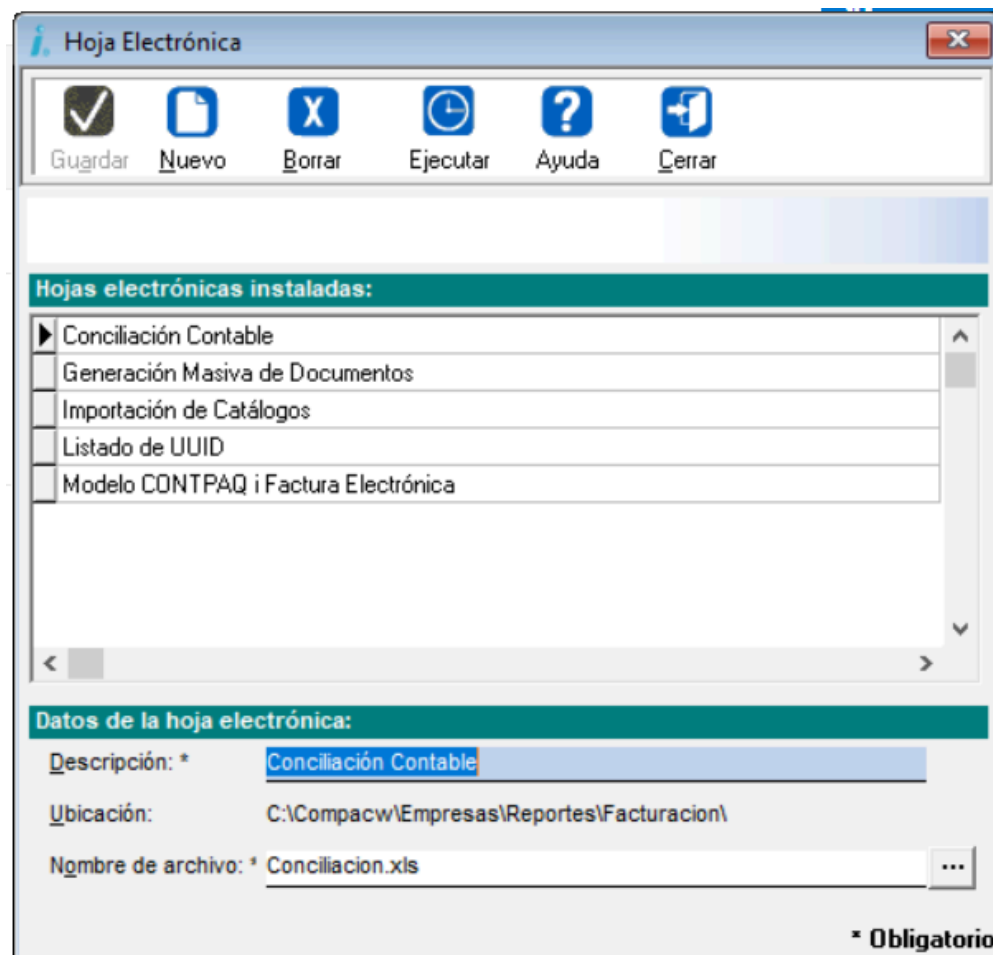 Hoja Electrónica
Guardar Nuevo Borrar Ejecutar Ayuda Cerrar
Hojas electrónicas instaladas:
Conciliación Contable
Generación Masiva de Documentos
Importación de Catálogos
Listado de UUID
Modelo CONTPAQ i Factura Electrónica
Datos de la hoja electrónica:
Descripción: * Conciliación Contable
Ubicación: C:\Compacw\Empresas\Reportes\Facturacion\
Nombre de archivo: * Conciliacion.xls ...
* Obligatorio